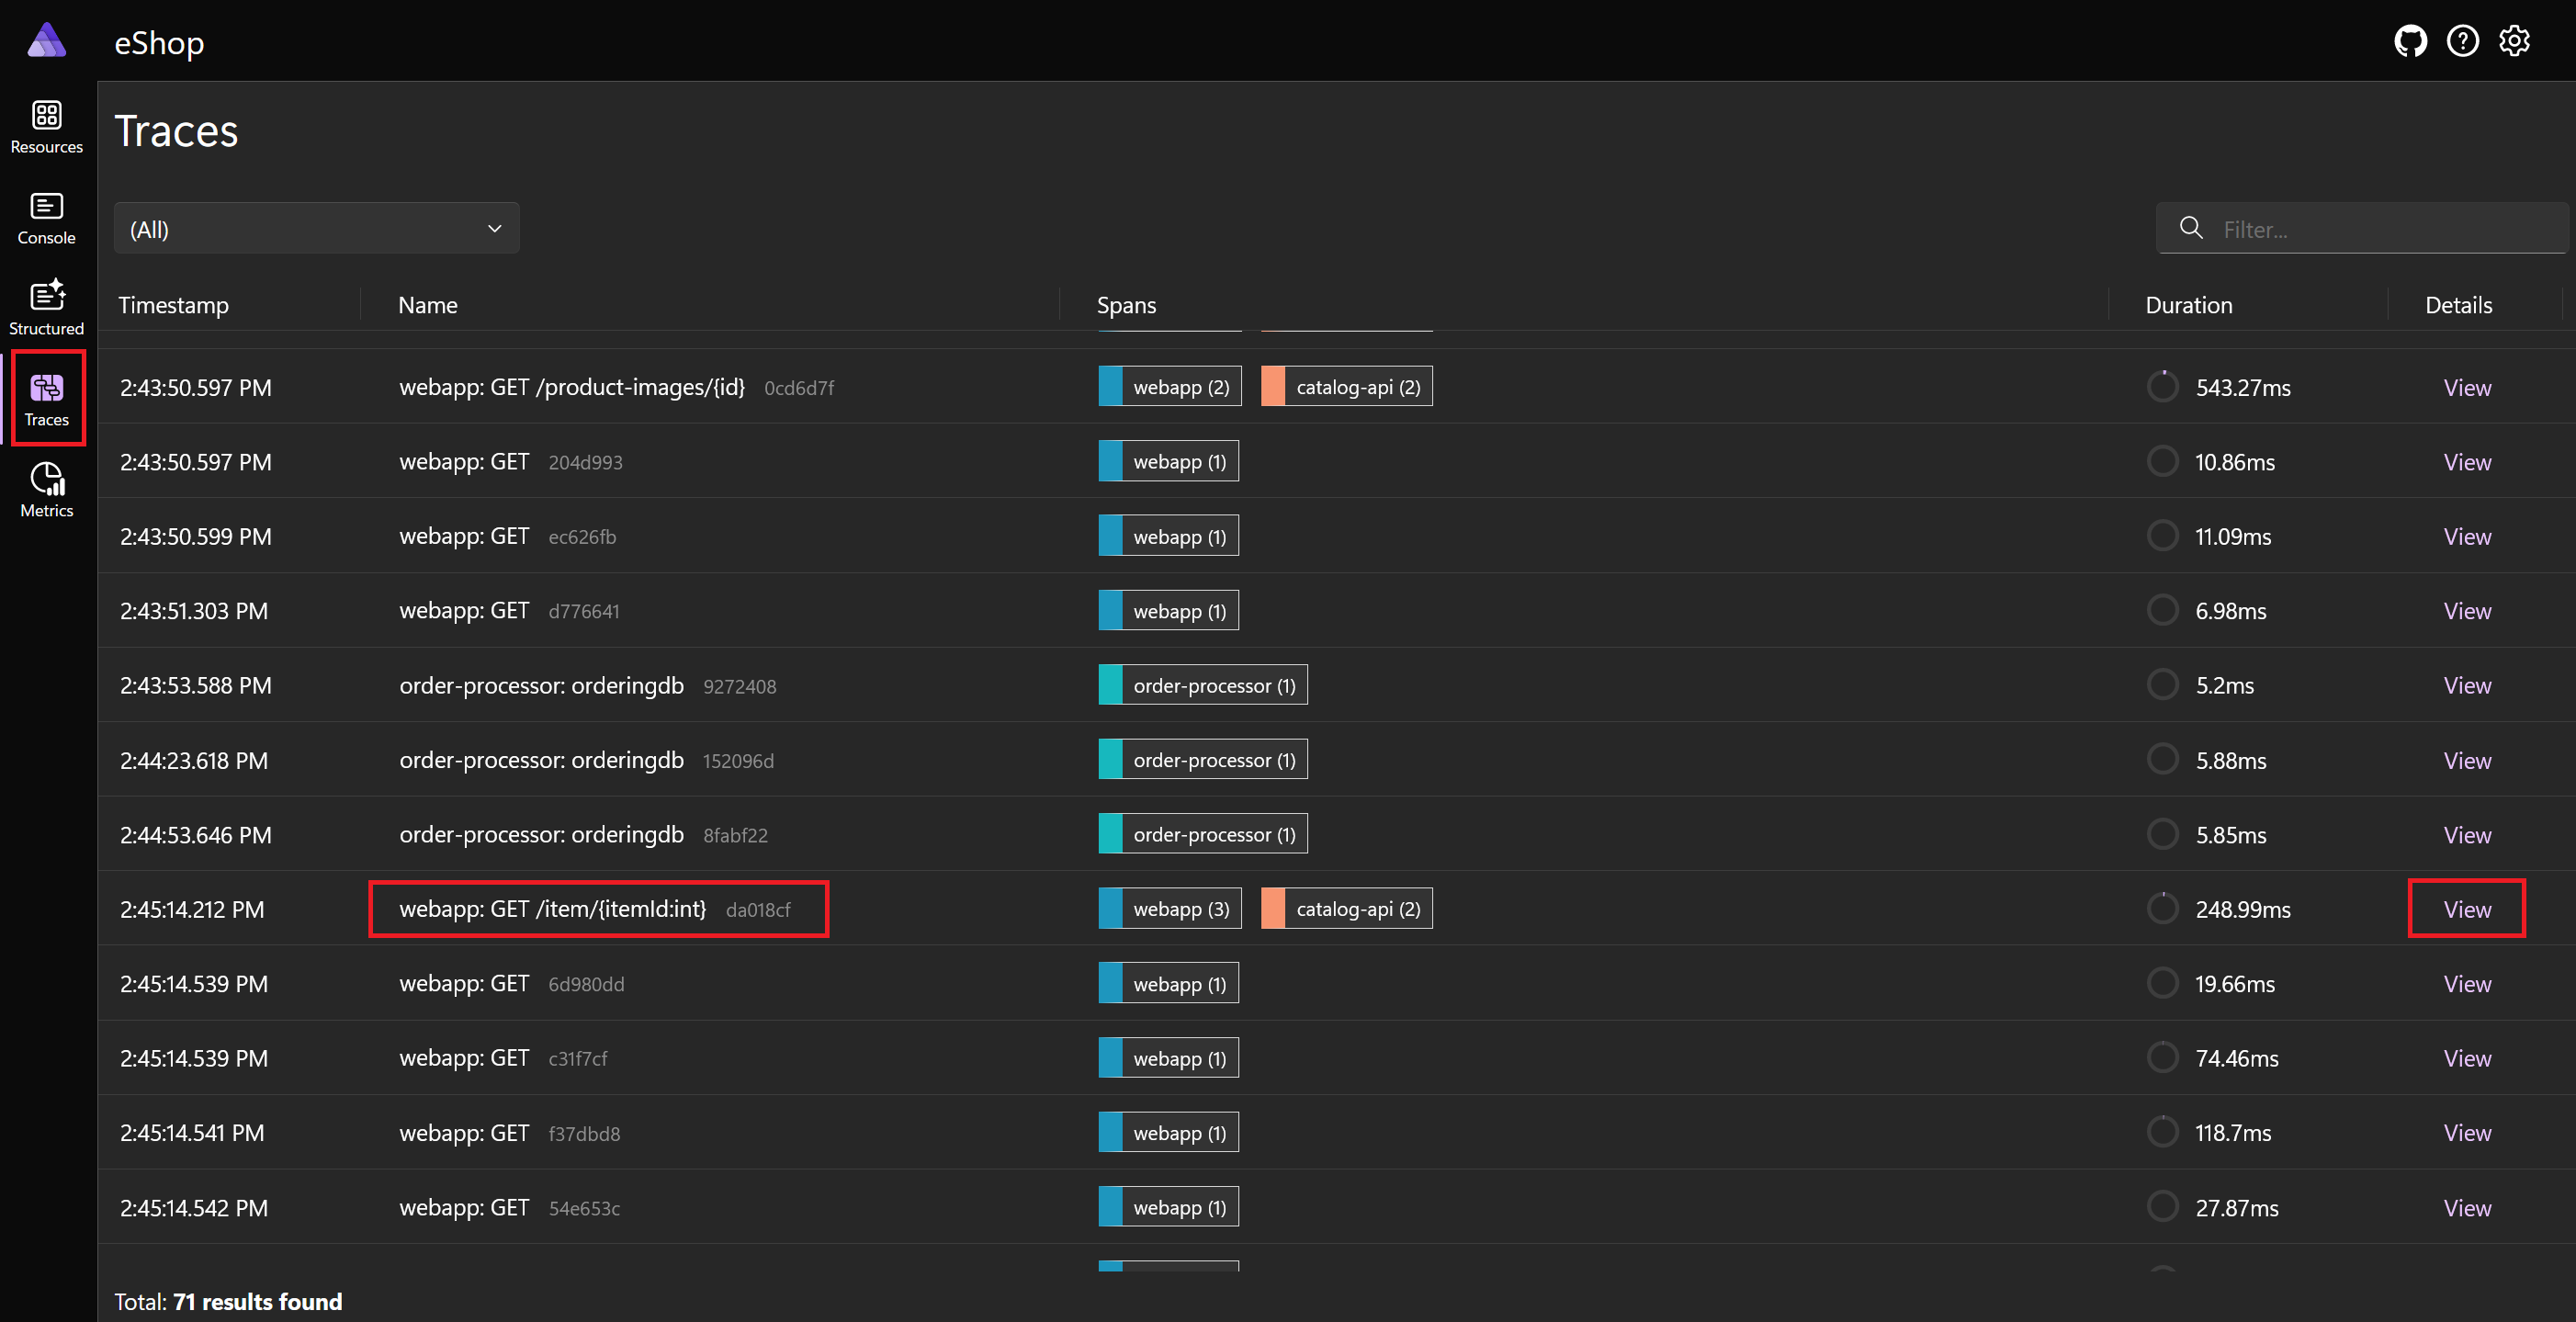 eShop
Resources
Console
Structured
Traces
Metrics
Traces
(All)
Filter...
Timestamp Name Spans Duration Details
2:43:50.597 PM webapp: GET /product-images/{id} 0cd6d7f webapp (2) catalog-api (2) 543.27ms View
2:43:50.597 PM webapp: GET 204d993 webapp (1) 10.86ms View
2:43:50.599 PM webapp: GET ec626fb webapp (1) 11.09ms View
2:43:51.303 PM webapp: GET d776641 webapp (1) 6.98ms View
2:43:53.588 PM order-processor: orderingdb 9272408 order-processor (1) 5.2ms View
2:44:23.618 PM order-processor: orderingdb 152096d order-processor (1) 5.88ms View
2:44:53.646 PM order-processor: orderingdb 8fabf22 order-processor (1) 5.85ms View
2:45:14.212 PM webapp: GET /item/{itemId:int} da018cf webapp (3) catalog-api (2) 248.99ms View
2:45:14.539 PM webapp: GET 6d980dd webapp (1) 19.66ms View
2:45:14.539 PM webapp: GET c31f7cf webapp (1) 74.46ms View
2:45:14.541 PM webapp: GET f37dbd8 webapp (1) 118.7ms View
2:45:14.542 PM webapp: GET 54e653c webapp (1) 27.87ms View
Total: 71 results found